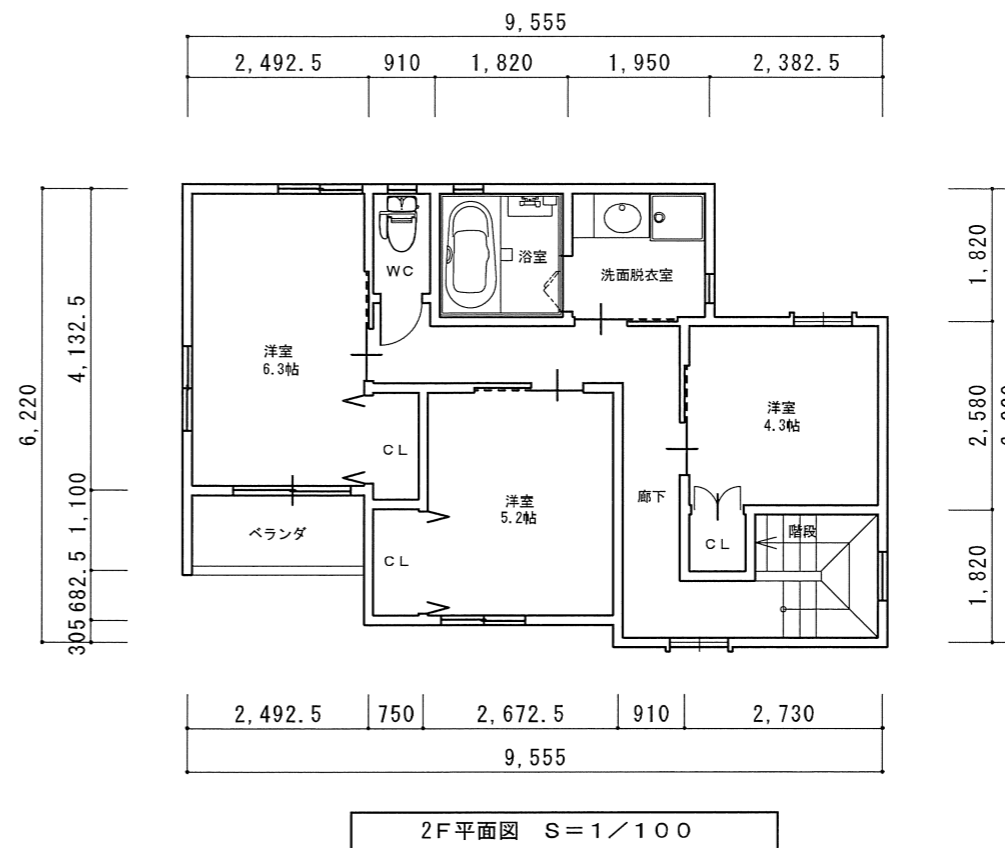 9,555
2,492.5 910 1,820 1,950 2,382.5
6,220
4,132.5
1,100
682.5
305
1,820
2,580
1,820
WC
浴室
洗面脱衣室
洋室
6.3帖
洋室
4.3帖
CL
洋室
5.2帖
廊下
ベランダ
CL
CL
階段
2,492.5 750 2,672.5 910 2,730
9,555
2F平面図 S=1/100